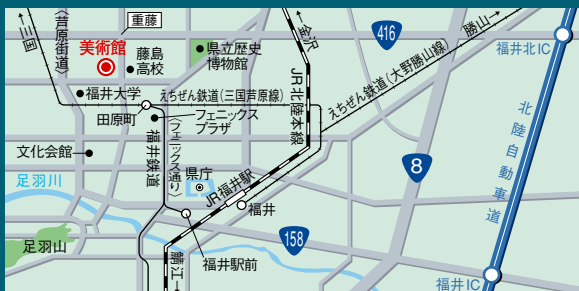 ←三国
〈芦原街道〉
重藤
美術館
藤島
高校
県立歴史
博物館
←金沢
416
勝山→
福井北IC
福井大学
えちぜん鉄道(三国芦原線)
JR北陸本線
えちぜん鉄道(大野勝山線)
田原町
フェニックス
プラザ
北陸自動車道
文化会館
福井鉄道
〈フェニックス通り〉
県庁
JR福井駅
8
足羽川
福井
158
足羽山
福井駅前
鯖江→
福井IC